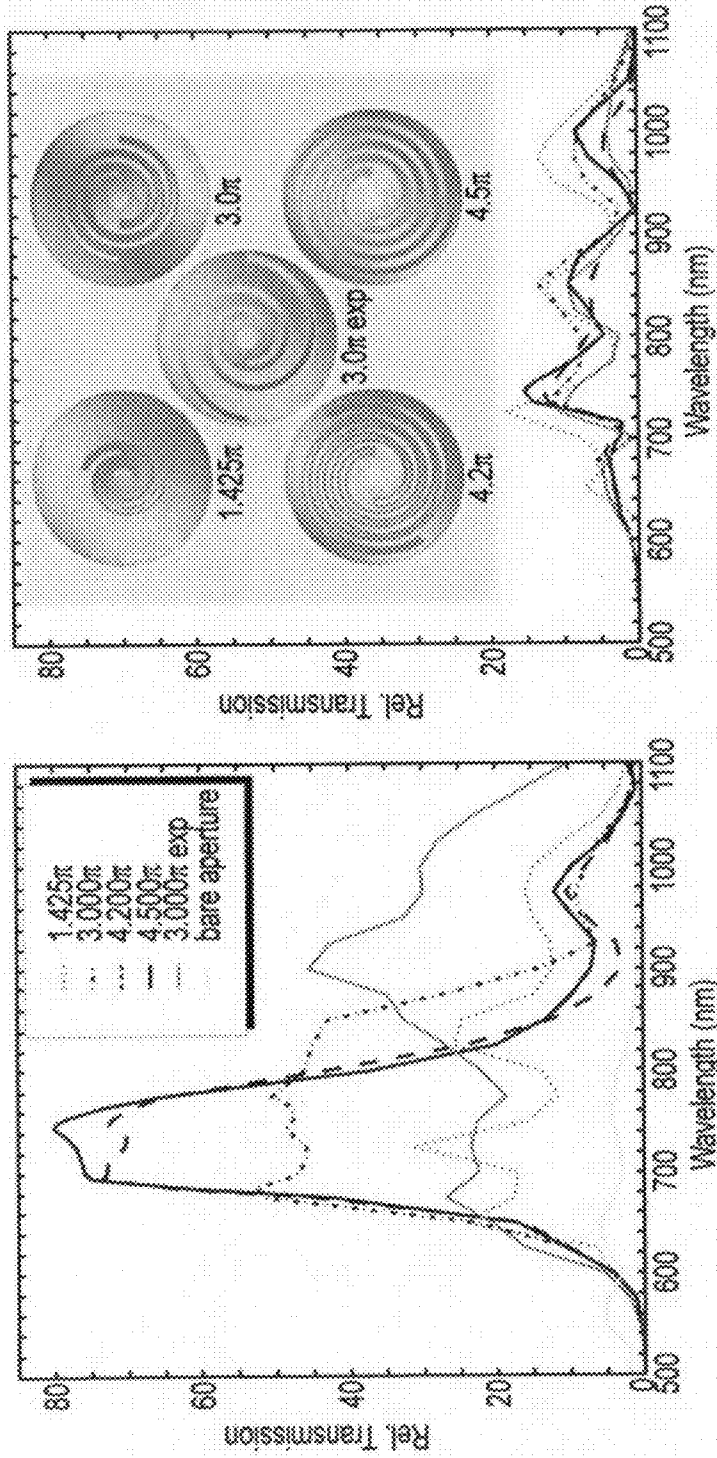 Rel. Transmission
80
60
40
20
0
500
600
700
800
900
1000
1100
Wavelength (nm)
1.425π
3.000π
4.200π
4.500π
3.000π exp
bare aperture
Rel. Transmission
80
60
40
20
0
500
600
700
800
900
1000
1100
Wavelength (nm)
1.425π
3.0π
3.0π exp
4.2π
4.5π